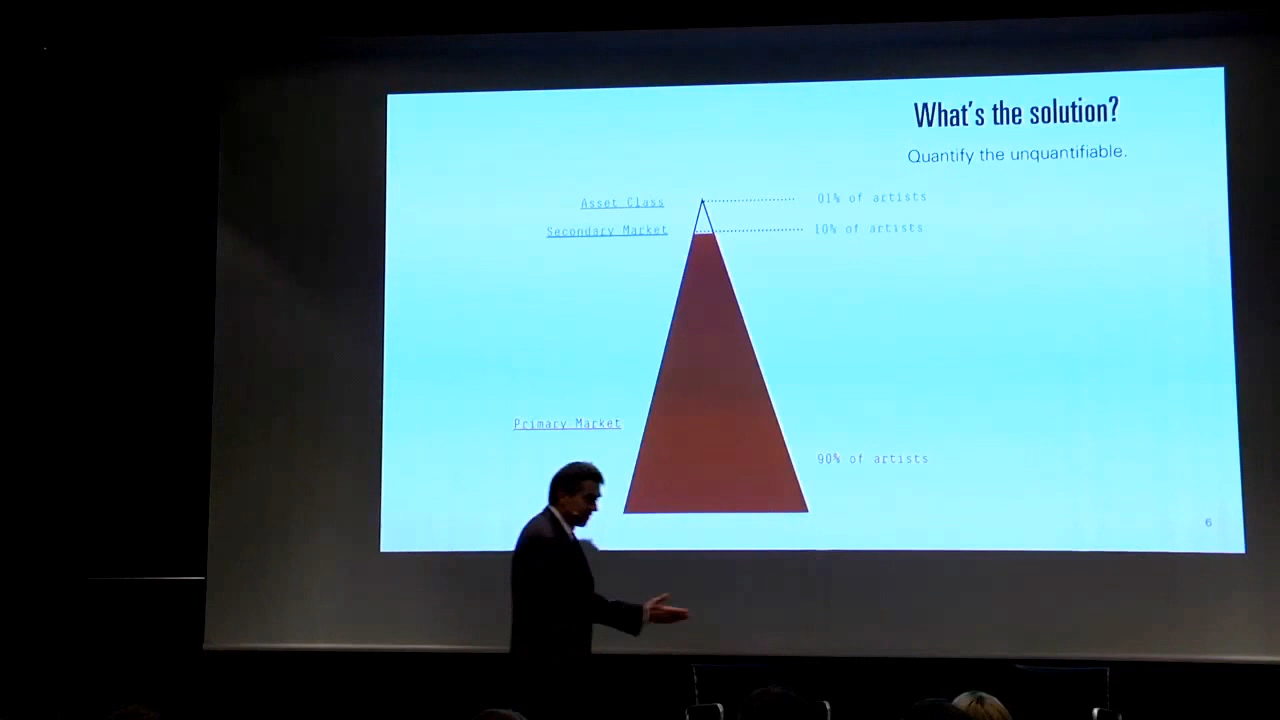 What's the solution?
Quantify the unquantifiable.
Asset Class
01% of artists
Secondary Market
10% of artists
Primary Market
90% of artists
6